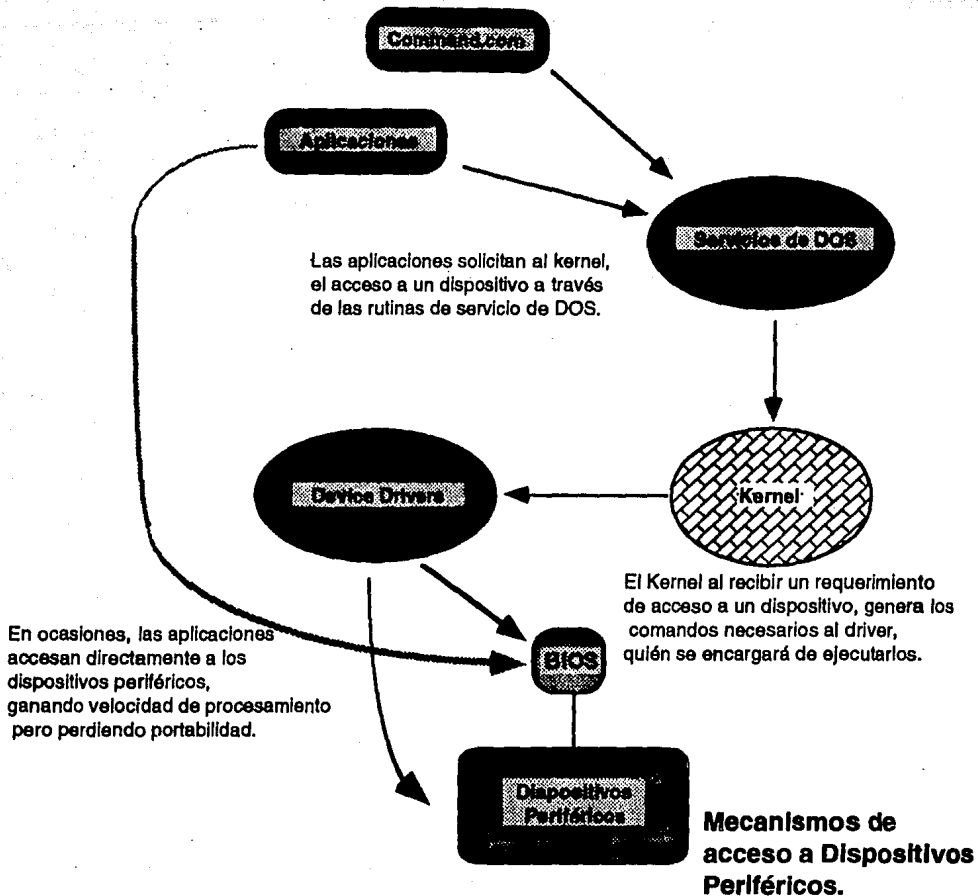 Command.com
Aplicaciones
Servicios de DOS
Las aplicaciones solicitan al kernel,
el acceso a un dispositivo a través
de las rutinas de servicio de DOS.
Device Drivers
Kernel
El Kernel al recibir un requerimiento
de acceso a un dispositivo, genera los
comandos necesarios al driver,
quién se encargará de ejecutarlos.
En ocasiones, las aplicaciones
accesan directamente a los
dispositivos periféricos,
ganando velocidad de procesamiento
pero perdiendo portabilidad.
BIOS
Dispositivos
Periféricos
Mecanismos de
acceso a Dispositivos
Periféricos.